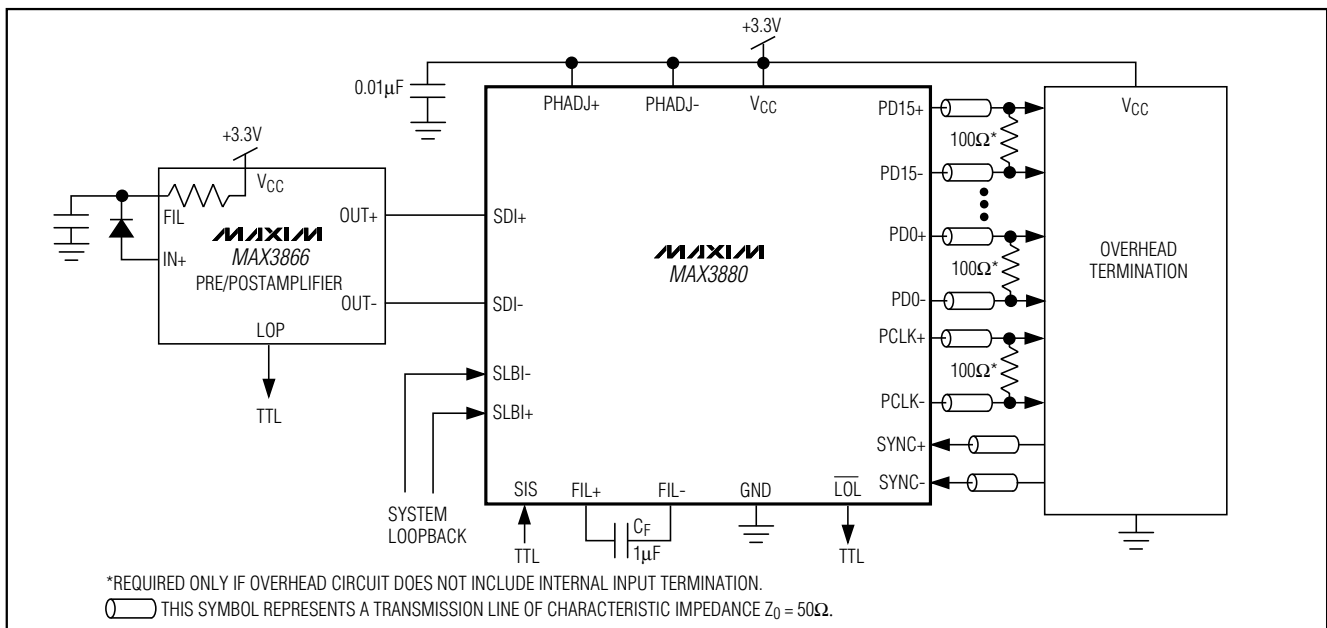 +3.3V
0.01μF
PHADJ+ PHADJ- VCC
PD15+
VCC
100Ω*
+3.3V
PD15-
VCC
FIL
OUT+
SDI+
PD0+
MAXIM
MAX3866
PRE/POSTAMPLIFIER
IN+
MAXIM
MAX3880
100Ω*
OVERHEAD
TERMINATION
OUT-
SDI-
PD0-
LOP
PCLK+
SLBI-
100Ω*
TTL
SLBI+
PCLK-
SYNC+
SYNC-
SIS FIL+ FIL- GND LOL
SYSTEM
LOOPBACK
TTL
CF
1μF
TTL
*REQUIRED ONLY IF OVERHEAD CIRCUIT DOES NOT INCLUDE INTERNAL INPUT TERMINATION.
THIS SYMBOL REPRESENTS A TRANSMISSION LINE OF CHARACTERISTIC IMPEDANCE Z0 = 50Ω.